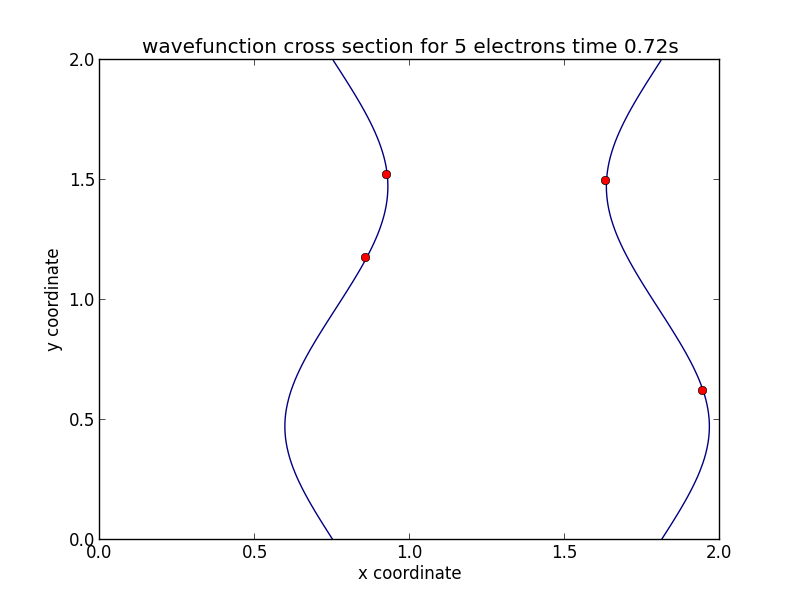 wavefunction cross section for 5 electrons time 0.72s
2.0
1.5
1.0
0.5
0.0
y coordinate
0.0 0.5 1.0 1.5 2.0
x coordinate